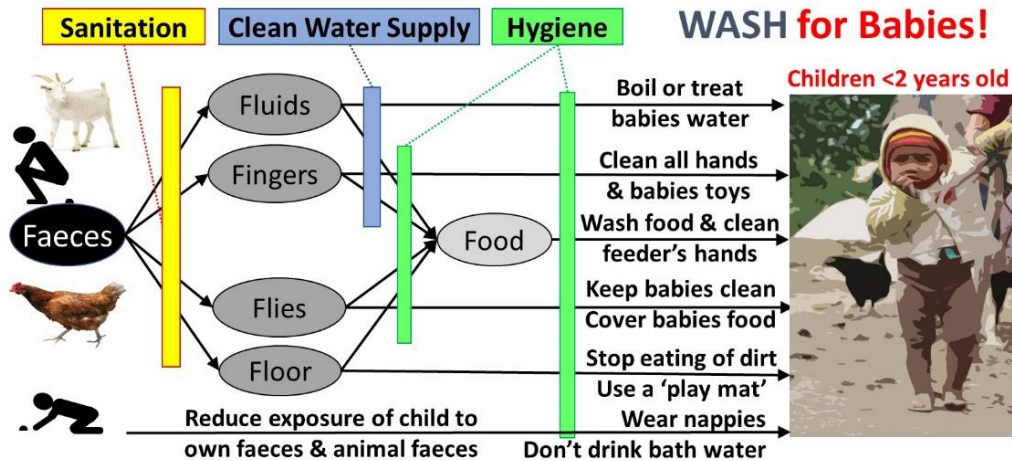 Sanitation
Clean Water Supply
Hygiene
WASH for Babies!
Children <2 years old
Faeces
Fluids
Fingers
Flies
Floor
Food
Boil or treat
babies water
Clean all hands
& babies toys
Wash food & clean
feeder's hands
Keep babies clean
Cover babies food
Stop eating of dirt
Use a ‘play mat’
Reduce exposure of child to
own faeces & animal faeces
Wear nappies
Don't drink bath water